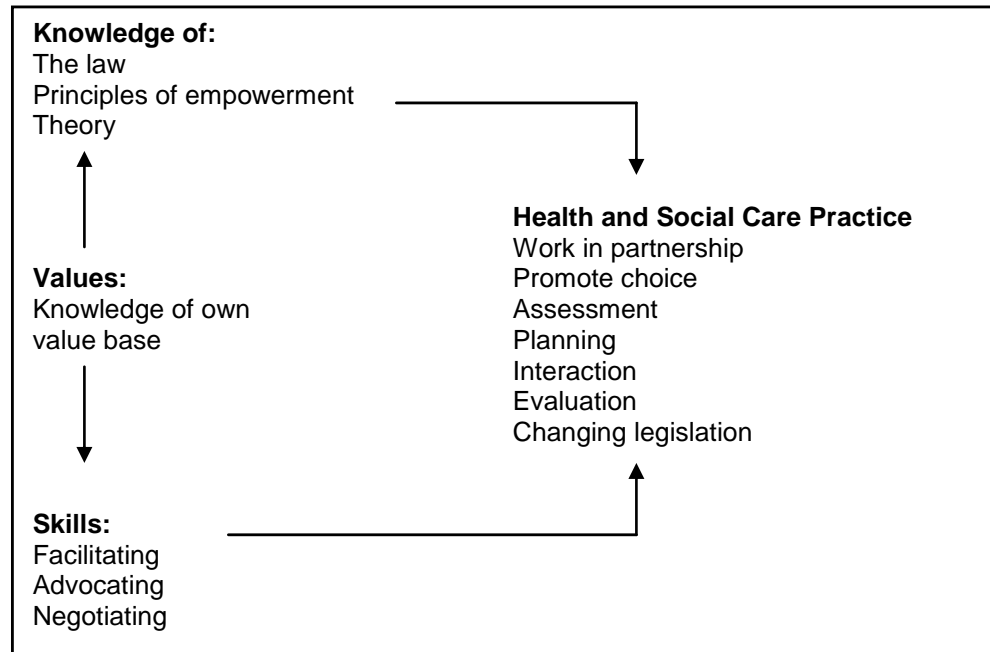 Knowledge of:
The law
Principles of empowerment
Theory
Values:
Knowledge of own
value base
Skills:
Facilitating
Advocating
Negotiating
Health and Social Care Practice
Work in partnership
Promote choice
Assessment
Planning
Interaction
Evaluation
Changing legislation